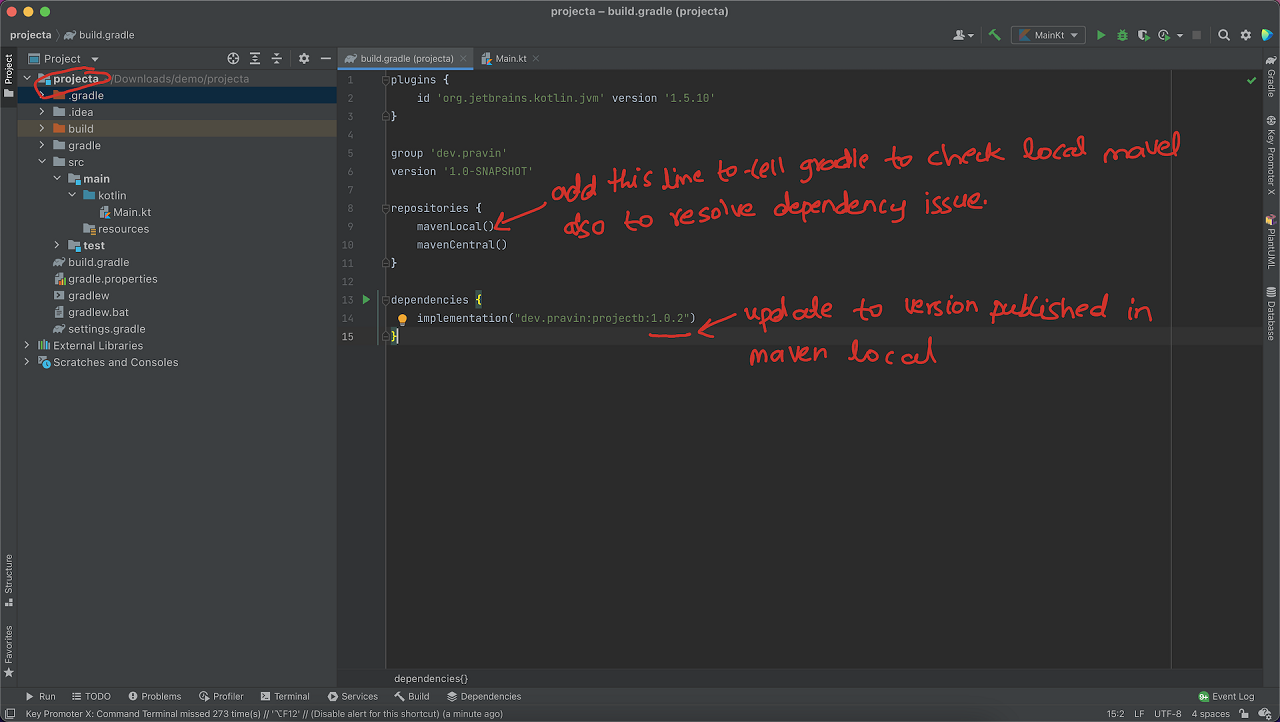 projecta – build.gradle (projecta)
projecta
build.gradle
MainKt
Project
build.gradle (projecta)
Main.kt
projecta ~/Downloads/demo/projecta
.gradle
.idea
build
gradle
src
main
kotlin
Main.kt
resources
test
build.gradle
gradle.properties
gradlew
gradlew.bat
settings.gradle
External Libraries
Scratches and Consoles
1 plugins {
2 id 'org.jetbrains.kotlin.jvm' version '1.5.10'
3 }
4
5 group 'dev.pravin'
6 version '1.0-SNAPSHOT'
7
8 repositories {
9 mavenLocal()
10 mavenCentral()
11 }
12
13 dependencies {
14 implementation("dev.pravin:projectb:1.0.2")
15 }
add this line to tell gradle to check local mavel
also to resolve dependency issue.
update to version published in
maven local
Project
Structure
Favorites
Gradle
Key Promoter X
PlantUML
Database
dependencies{}
Run
TODO
Problems
Profiler
Terminal
Services
Build
Dependencies
9+ Event Log
Key Promoter X: Command Terminal missed 273 time(s) // '⌥F12' // (Disable alert for this shortcut) (a minute ago)
15:2 LF UTF-8 4 spaces